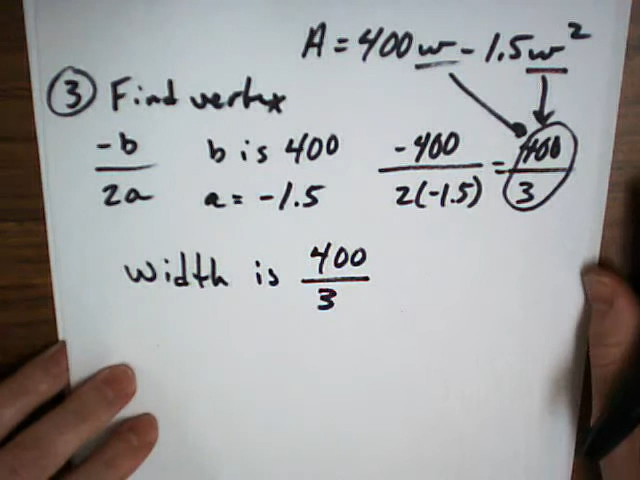 A = 400w - 1.5w²
③ Find vertex
-b/2a b is 400 a = -1.5 -400/2(-1.5) = 400/3
width is 400/3